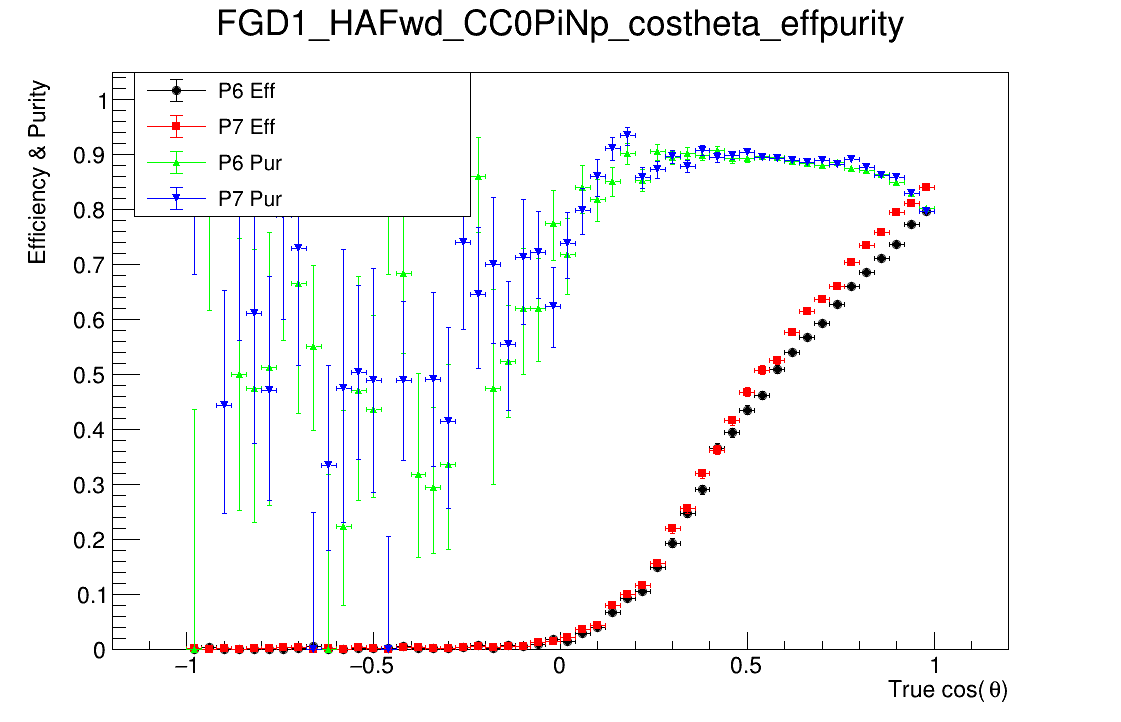 FGD1_HAFwd_CC0PiNp_costheta_effpurity
Efficiency & Purity
P6 Eff
P7 Eff
P6 Pur
P7 Pur
1
0.9
0.8
0.7
0.6
0.5
0.4
0.3
0.2
0.1
0
−1
−0.5
0
0.5
1
True cos( θ)